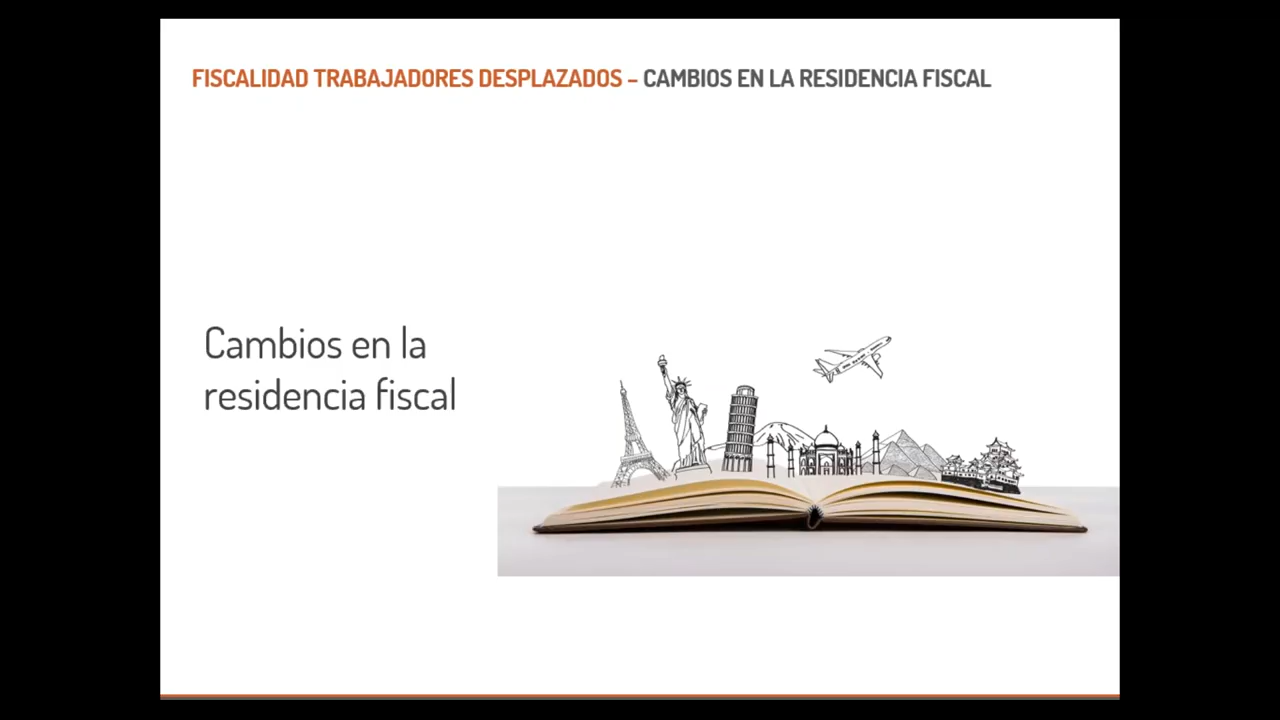 FISCALIDAD TRABAJADORES DESPLAZADOS – CAMBIOS EN LA RESIDENCIA FISCAL
Cambios en la
residencia fiscal